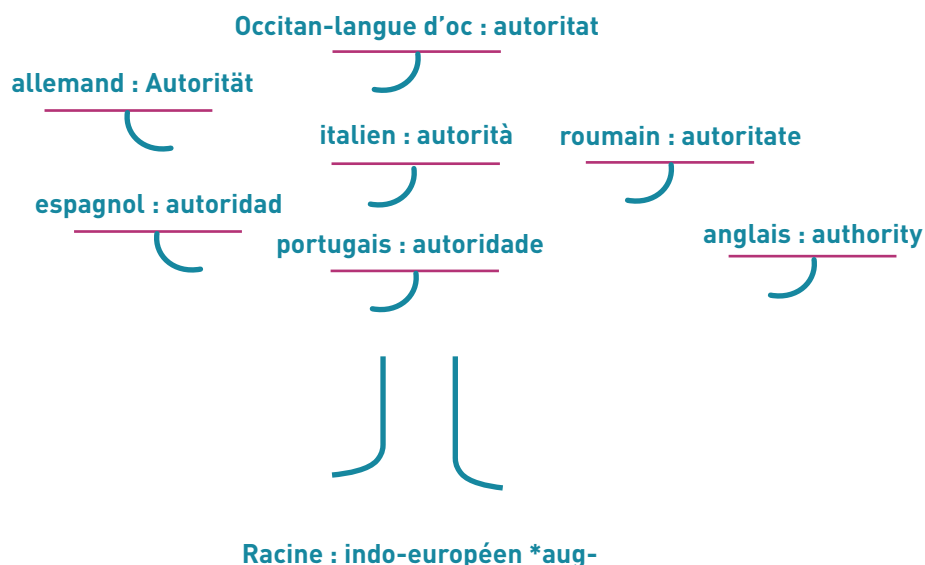 Occitan-langue d’oc : autoritat
allemand : Autorität
italien : autorità
roumain : autoritate
espagnol : autoridad
portugais : autoridade
anglais : authority
Racine : indo-européen *aug-